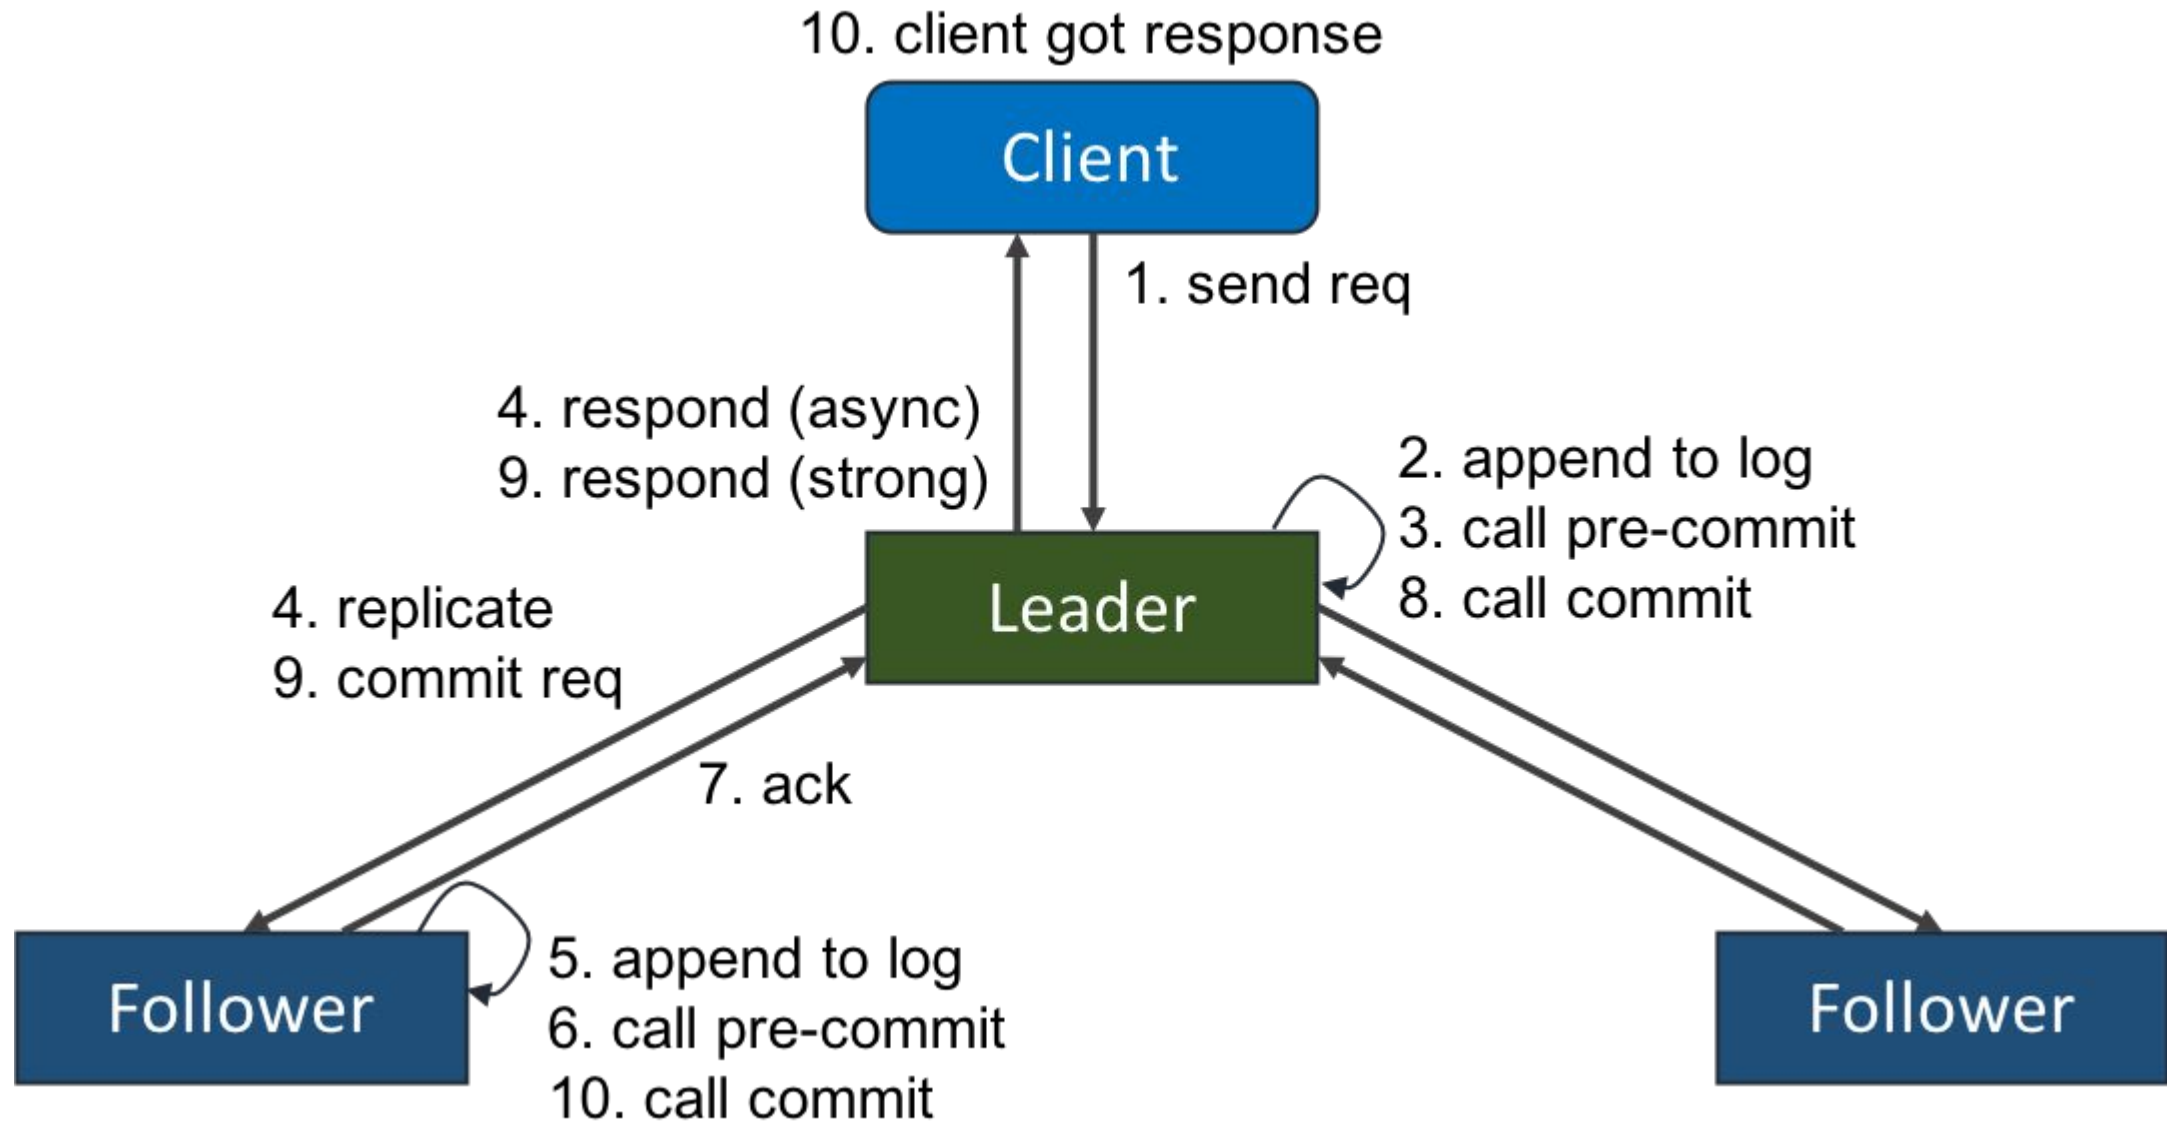 10. client got response
Client
1. send req
4. respond (async)
9. respond (strong)
2. append to log
3. call pre-commit
8. call commit
Leader
4. replicate
9. commit req
7. ack
Follower
5. append to log
6. call pre-commit
10. call commit
Follower